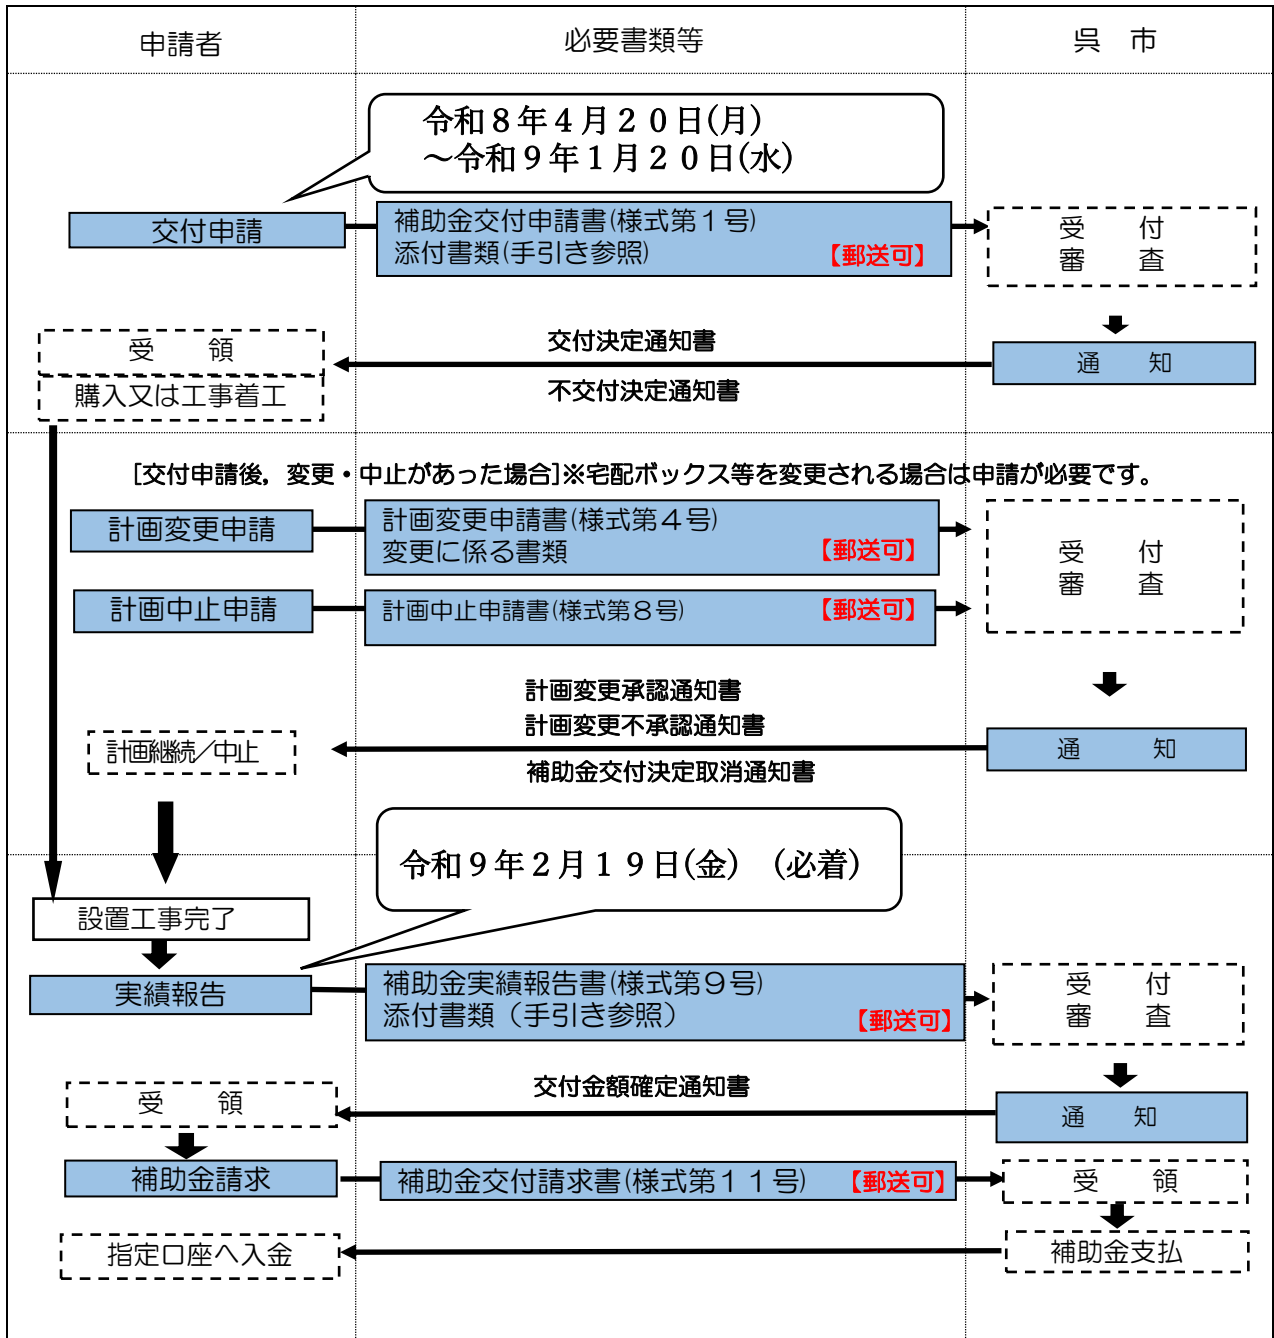 申請者
必要書類等
呉　市
令和８年４月２０日(月)
～令和９年１月２０日(水)
交付申請
補助金交付申請書(様式第１号)
添付書類(手引き参照)
【郵送可】
受　付
審　査
交付決定通知書
不交付決定通知書
通　知
受　領
購入又は工事着工
[交付申請後，変更・中止があった場合]※宅配ボックス等を変更される場合は申請が必要です。
計画変更申請
計画変更申請書(様式第４号)
変更に係る書類
【郵送可】
受　付
審　査
計画中止申請
計画中止申請書(様式第８号)
【郵送可】
計画変更承認通知書
計画変更不承認通知書
補助金交付決定取消通知書
通　知
計画継続／中止
令和９年２月１９日(金)　（必着）
設置工事完了
実績報告
補助金実績報告書(様式第９号)
添付書類（手引き参照）
【郵送可】
受　付
審　査
交付金額確定通知書
通　知
受　領
補助金請求
補助金交付請求書(様式第１１号)
【郵送可】
受　領
指定口座へ入金
補助金支払